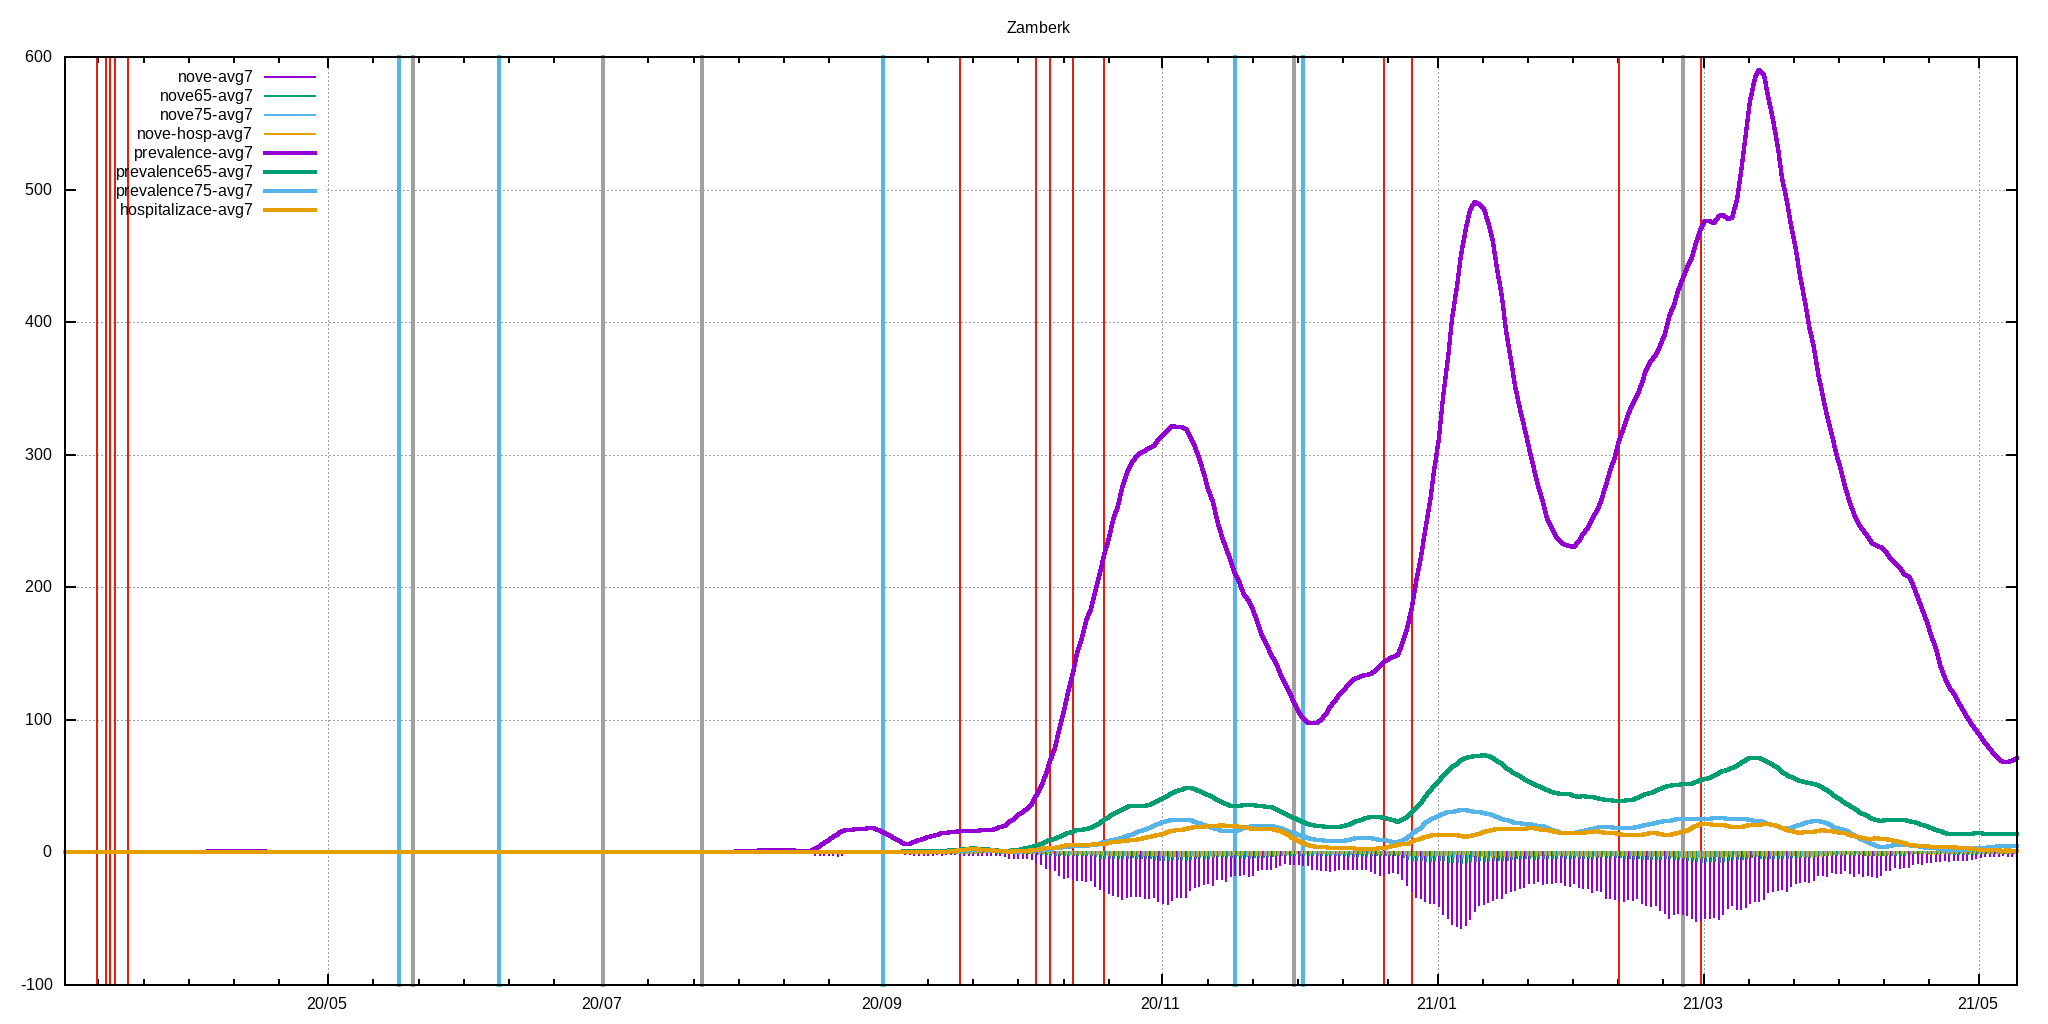 Zamberk
600
500
400
300
200
100
0
-100
nove-avg7
nove65-avg7
nove75-avg7
nove-hosp-avg7
prevalence-avg7
prevalence65-avg7
prevalence75-avg7
hospitalizace-avg7
20/05 20/07 20/09 20/11 21/01 21/03 21/05